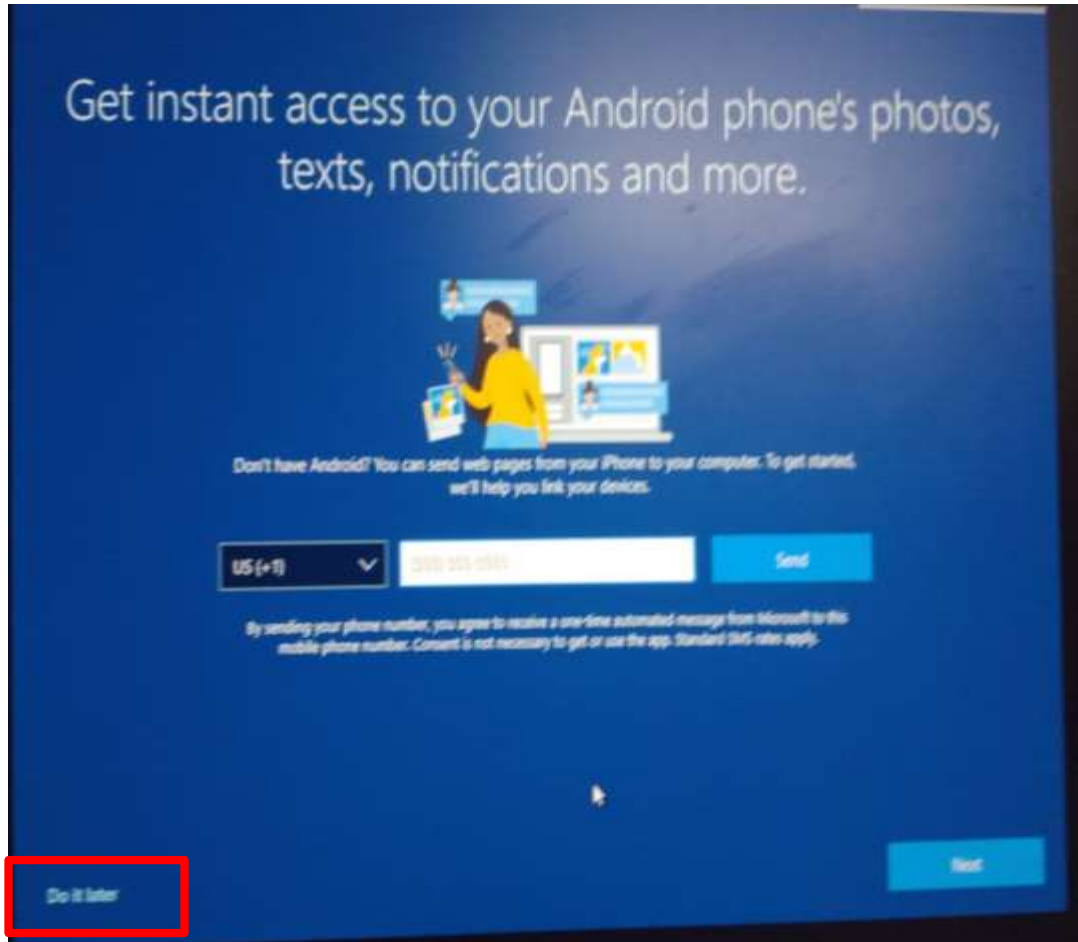 Get instant access to your Android phone's photos,
texts, notifications and more.
Don't have Android? You can send web pages from your iPhone to your computer. To get started,
we'll help you link your devices.
US (+1)
Send
By sending your phone number, you agree to receive a one-time automated message from Microsoft to this
mobile phone number. Consent is not necessary to get or use the app. Standard SMS rates apply.
Next
Do it later